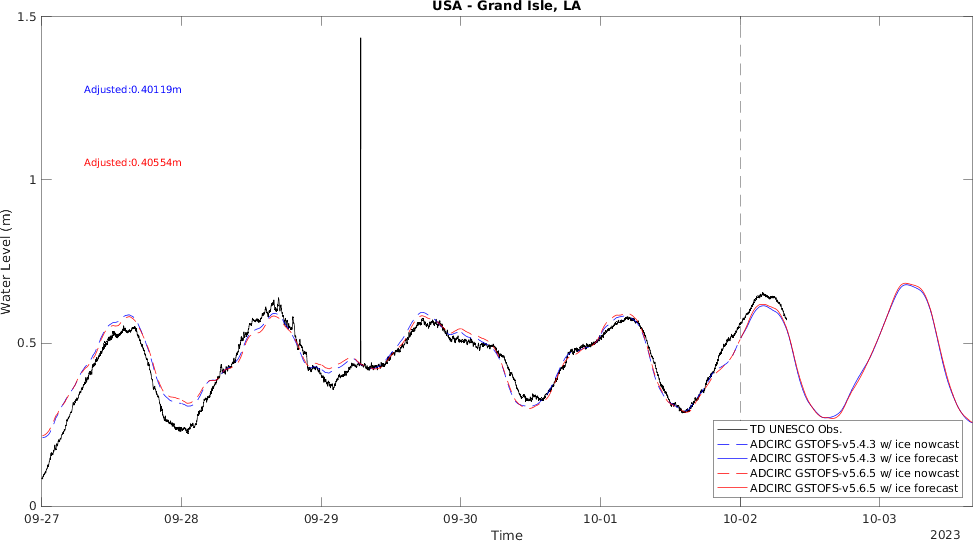 USA - Grand Isle, LA
1.5
Adjusted:0.40119m
Adjusted:0.40554m
1
0.5
0
Water Level (m)
TD UNESCO Obs.
ADCIRC GSTOFS-v5.4.3 w/ ice nowcast
ADCIRC GSTOFS-v5.4.3 w/ ice forecast
ADCIRC GSTOFS-v5.6.5 w/ ice nowcast
ADCIRC GSTOFS-v5.6.5 w/ ice forecast
09-27 09-28 09-29 09-30 10-01 10-02 10-03
Time
2023